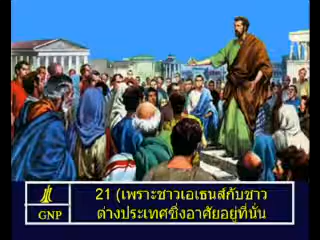 21 (เพราะชาวเอเธนส์กับชาว
ต่างประเทศซึ่งอาศัยอยู่ที่นั่น
GNP